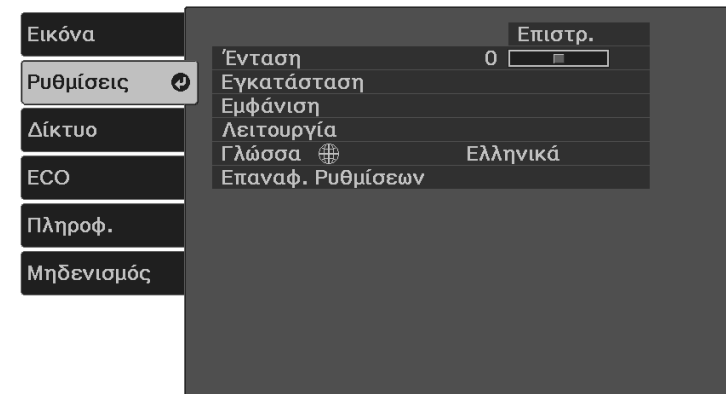 Εικόνα
Ρυθμίσεις
Δίκτυο
ECO
Πληροφ.
Μηδενισμός
Επιστρ.
Ένταση 0
Εγκατάσταση
Εμφάνιση
Λειτουργία
Γλώσσα Ελληνικά
Επαναφ. Ρυθμίσεων